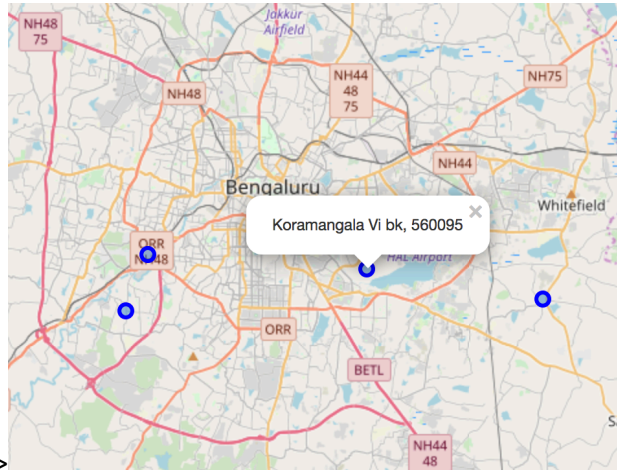 Jakkur
Airfield
NH48
75
NH44
48
75
NH75
NH48
NH44
Bengaluru
×
Koramangala Vi bk, 560095
Whitefield
ORR
NH48
HAL Airport
ORR
BETL
NH44
48
>